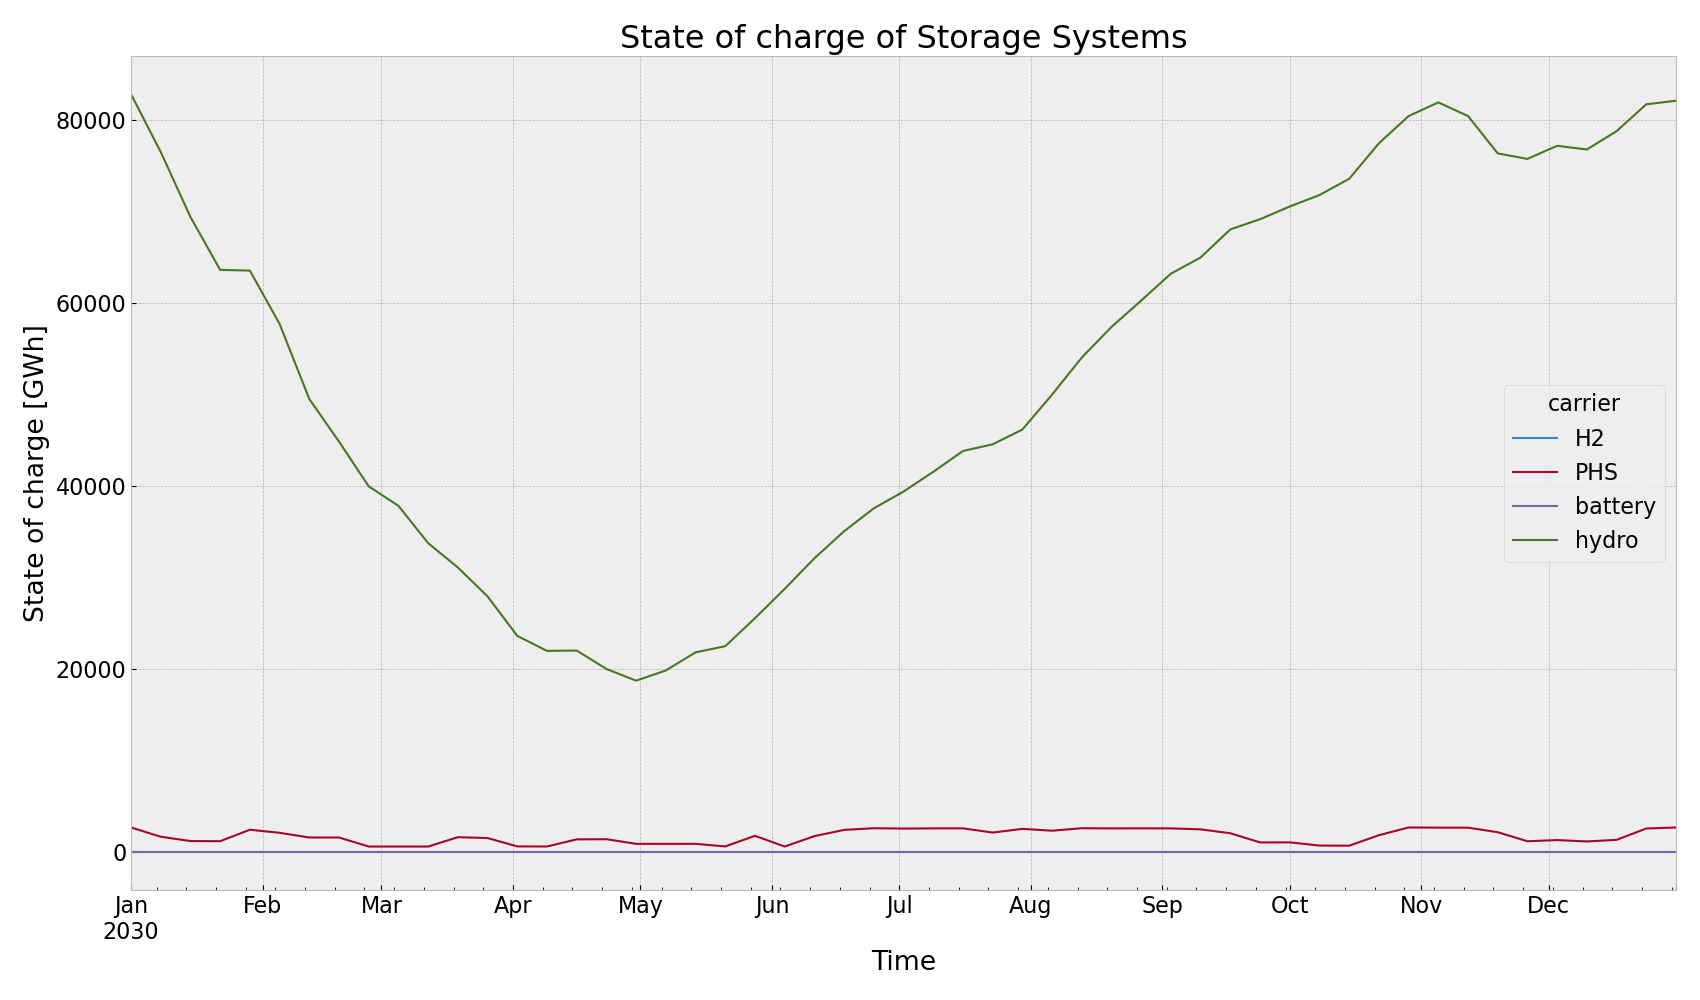 State of charge of Storage Systems
State of charge [GWh]
80000
60000
40000
20000
0
carrier
H2
PHS
battery
hydro
Jan Feb Mar Apr May Jun Jul Aug Sep Oct Nov Dec
2030
Time